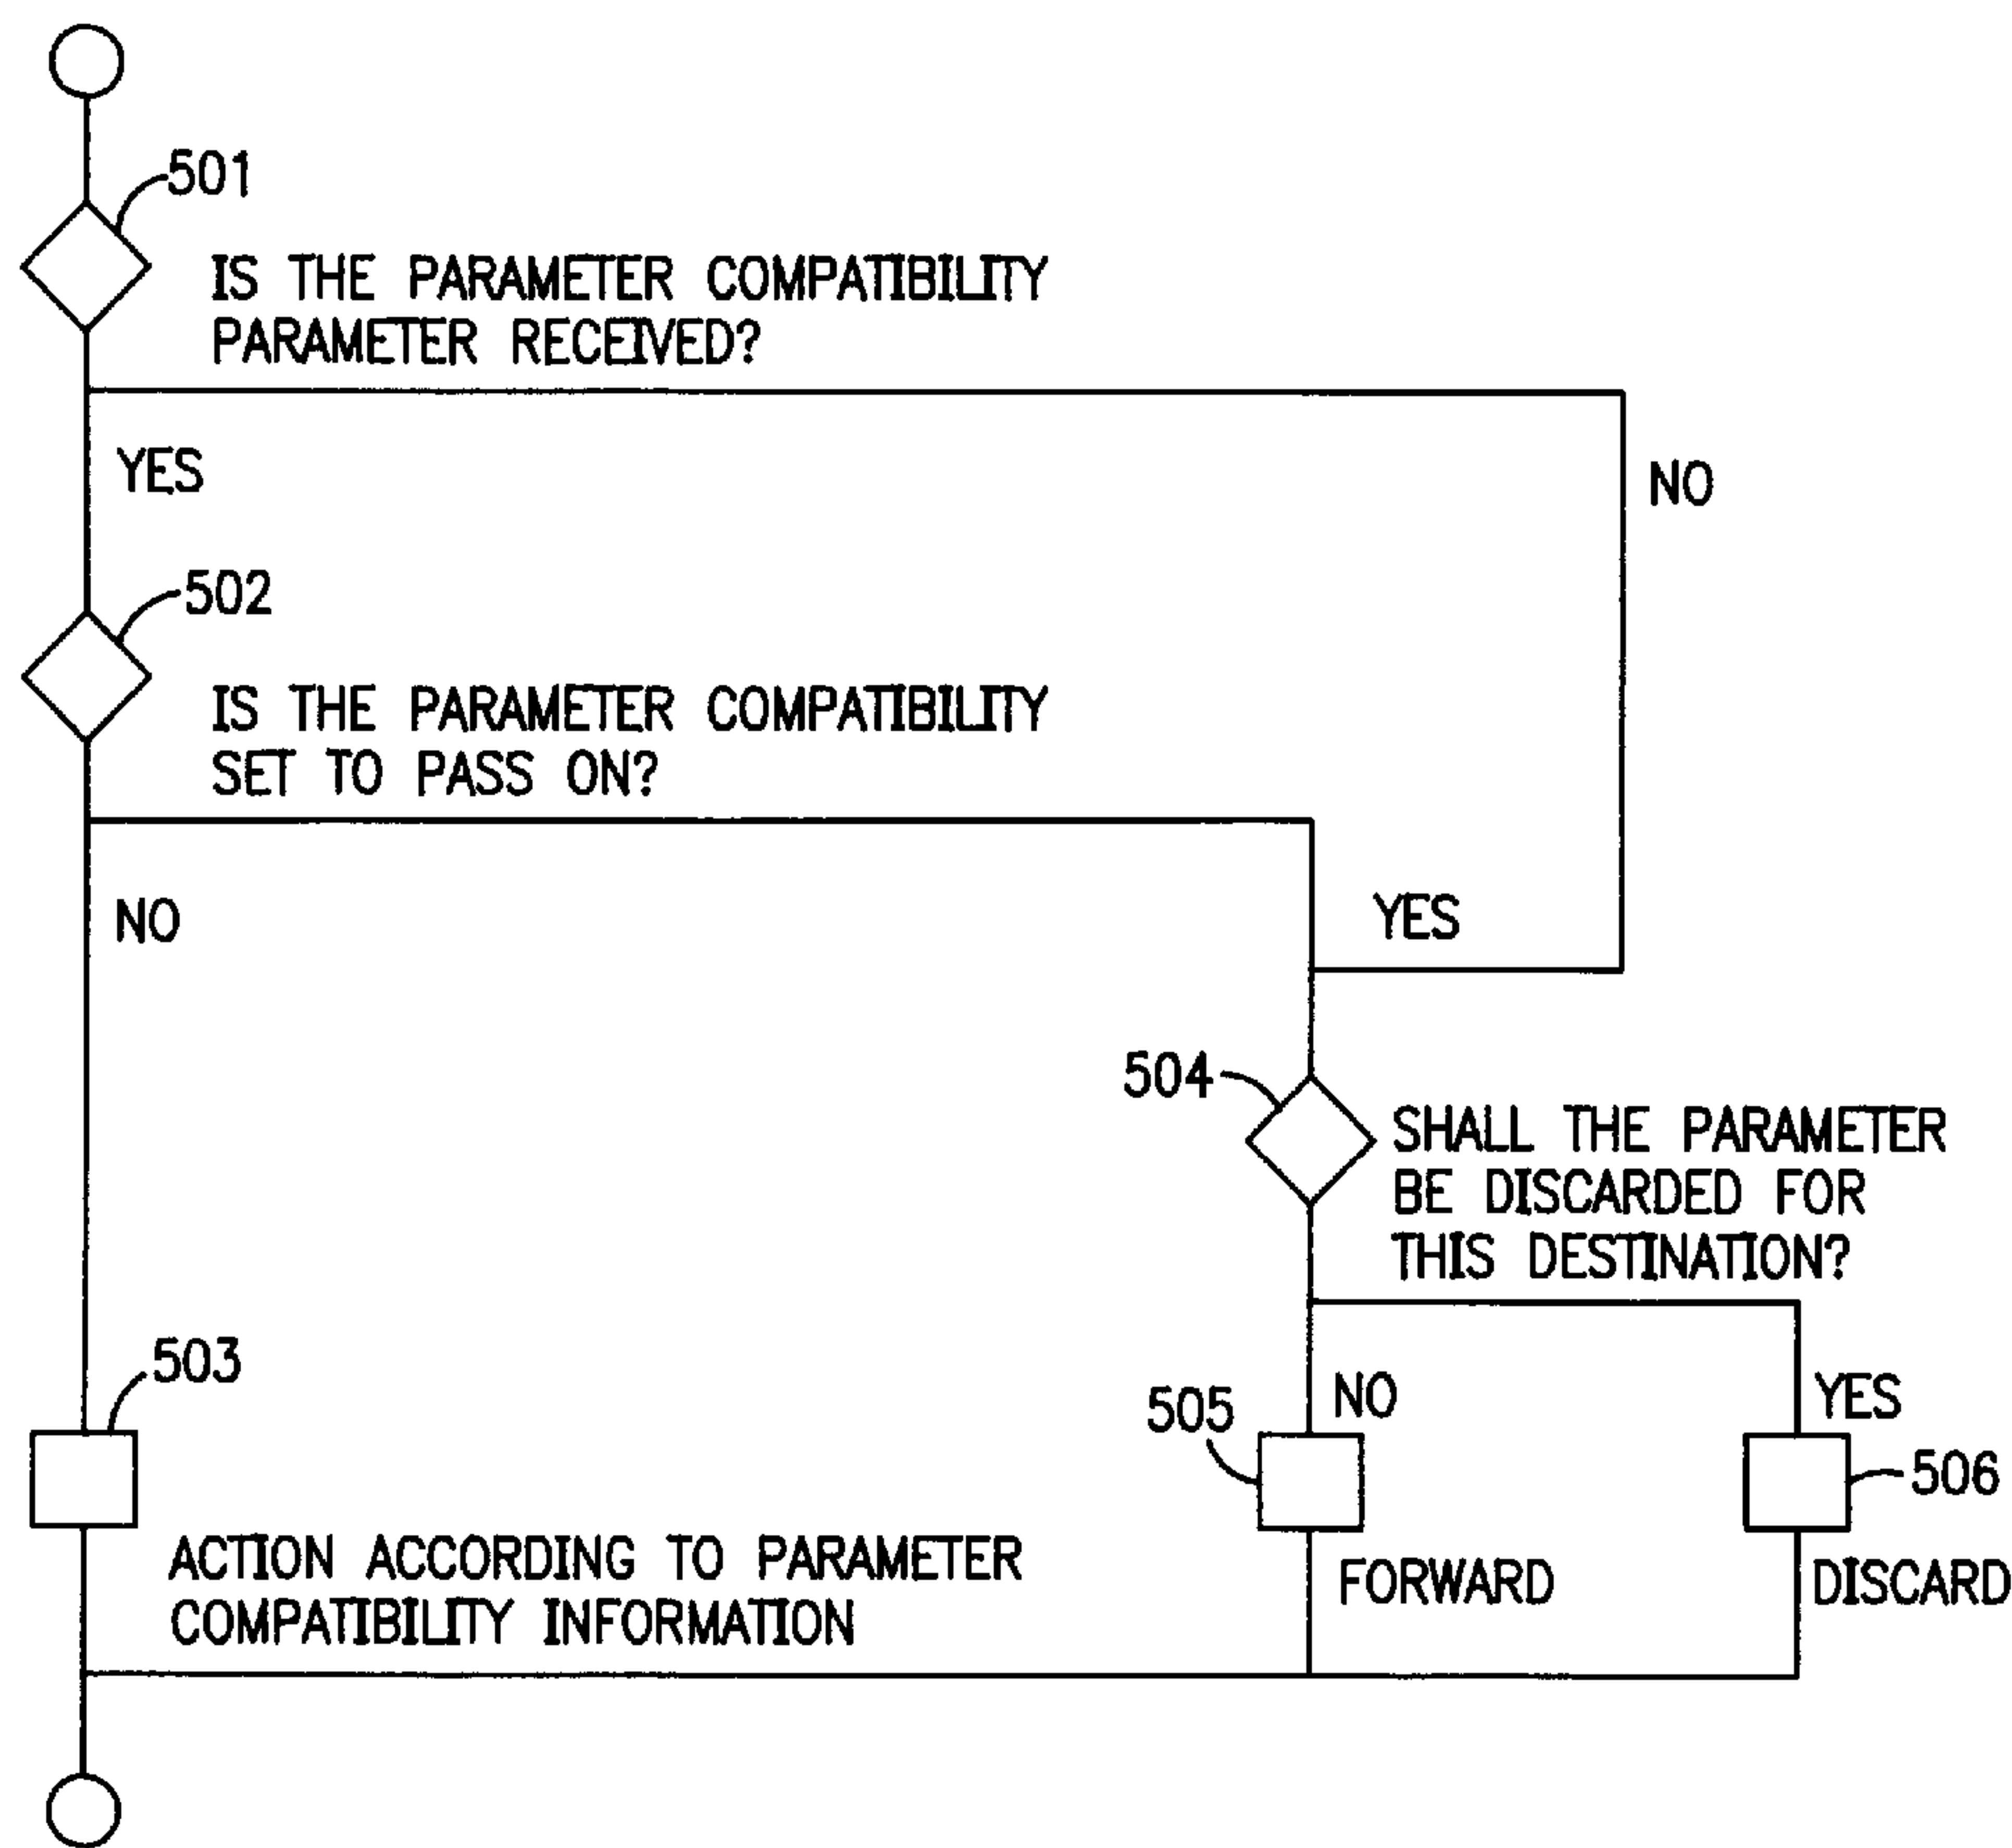 501
IS THE PARAMETER COMPATIBILITY
PARAMETER RECEIVED?
YES
NO
502
IS THE PARAMETER COMPATIBILITY
SET TO PASS ON?
NO
YES
504
SHALL THE PARAMETER
BE DISCARDED FOR
THIS DESTINATION?
503
505
NO
YES
506
ACTION ACCORDING TO PARAMETER
COMPATIBILITY INFORMATION
FORWARD
DISCARD